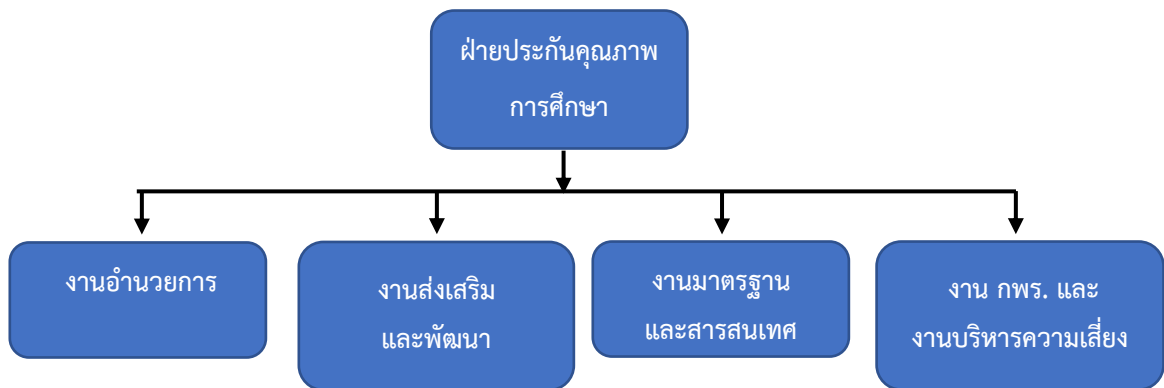 ฝ่ายประกันคุณภาพ
การศึกษา
งานอำนวยการ
งานส่งเสริม
และพัฒนา
งานมาตรฐาน
และสารสนเทศ
งาน กพร. และ
งานบริหารความเสี่ยง